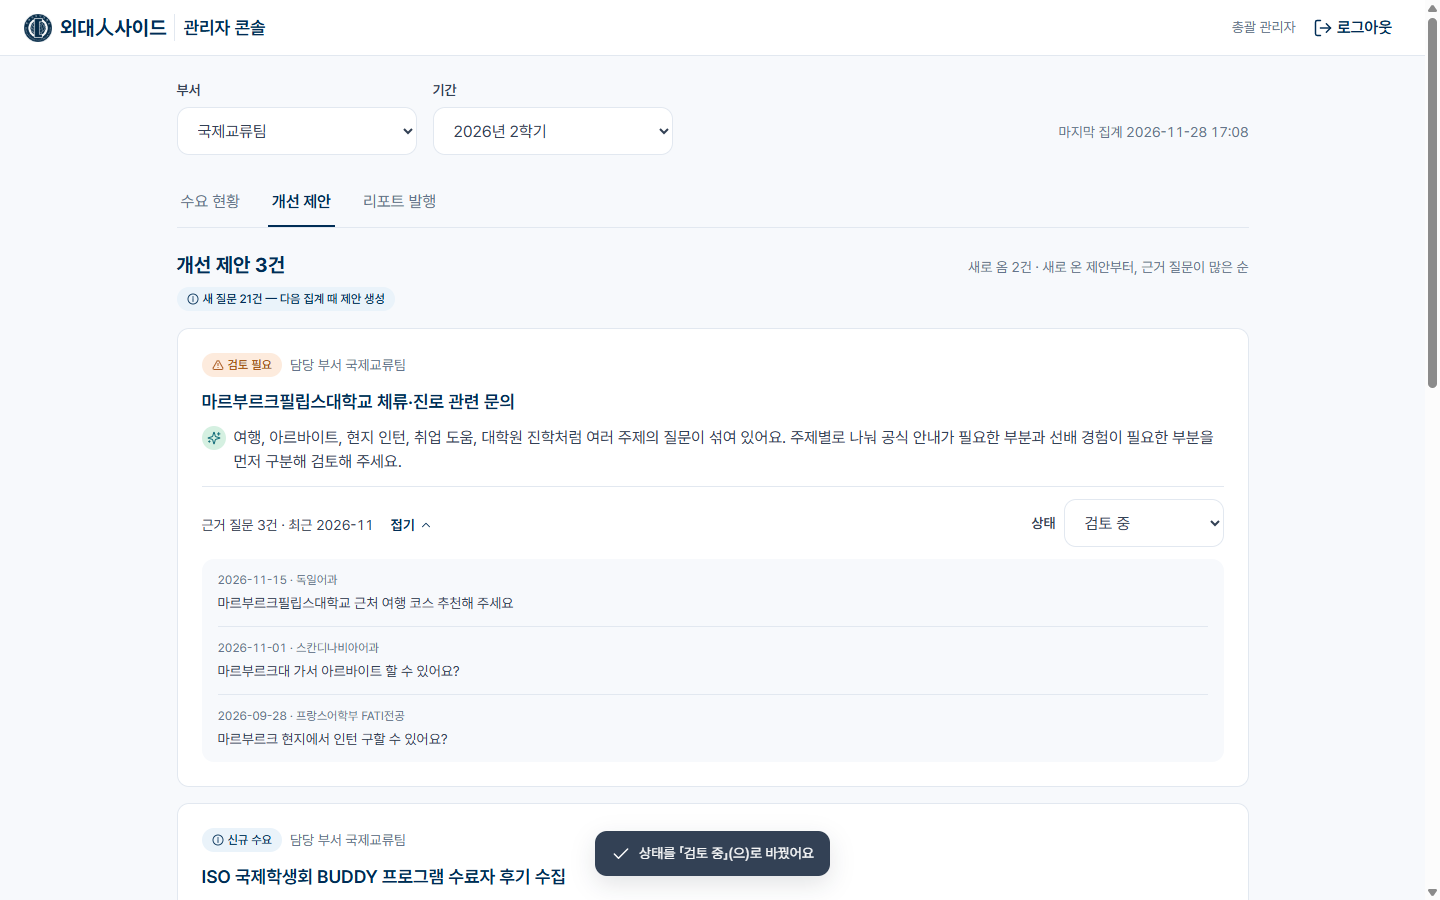 외대人사이드 관리자 콘솔
총괄 관리자 로그아웃
부서 기간
국제교류팀 2026년 2학기
마지막 집계 2026-11-28 17:08
수요 현황 개선 제안 리포트 발행
개선 제안 3건
새로 옴 2건 · 새로 온 제안부터, 근거 질문이 많은 순
새 질문 21건 — 다음 집계 때 제안 생성
검토 필요 담당 부서 국제교류팀
마르부르크필립스대학교 체류·진로 관련 문의
여행, 아르바이트, 현지 인턴, 취업 도움, 대학원 진학처럼 여러 주제의 질문이 섞여 있어요. 주제별로 나눠 공식 안내가 필요한 부분과 선배 경험이 필요한 부분을
먼저 구분해 검토해 주세요.
근거 질문 3건 · 최근 2026-11 접기
상태 검토 중
2026-11-15 · 독일어과
마르부르크필립스대학교 근처 여행 코스 추천해 주세요
2026-11-01 · 스칸디나비아어과
마르부르크대 가서 아르바이트 할 수 있어요?
2026-09-28 · 프랑스어학부 FATI전공
마르부르크 현지에서 인턴 구할 수 있어요?
신규 수요 담당 부서 국제교류팀
ISO 국제학생회 BUDDY 프로그램 수료자 후기 수집
상태를 「검토 중」(으)로 바꿨어요